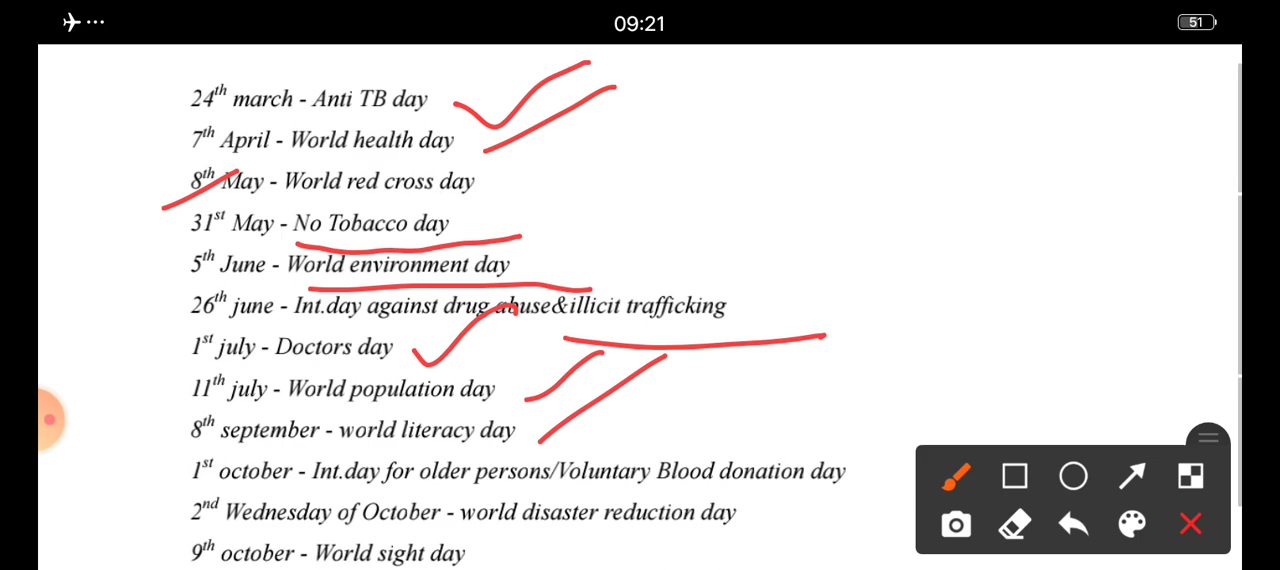 09:21
51
24th march - Anti TB day
7th April - World health day
8th May - World red cross day
31st May - No Tobacco day
5th June - World environment day
26th june - Int.day against drug abuse&illicit trafficking
1st july - Doctors day
11th july - World population day
8th september - world literacy day
1st october - Int.day for older persons/Voluntary Blood donation day
2nd Wednesday of October - world disaster reduction day
9th october - World sight day